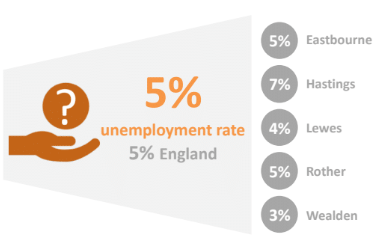 ?
5%
unemployment rate
5% England
5% Eastbourne
7% Hastings
4% Lewes
5% Rother
3% Wealden